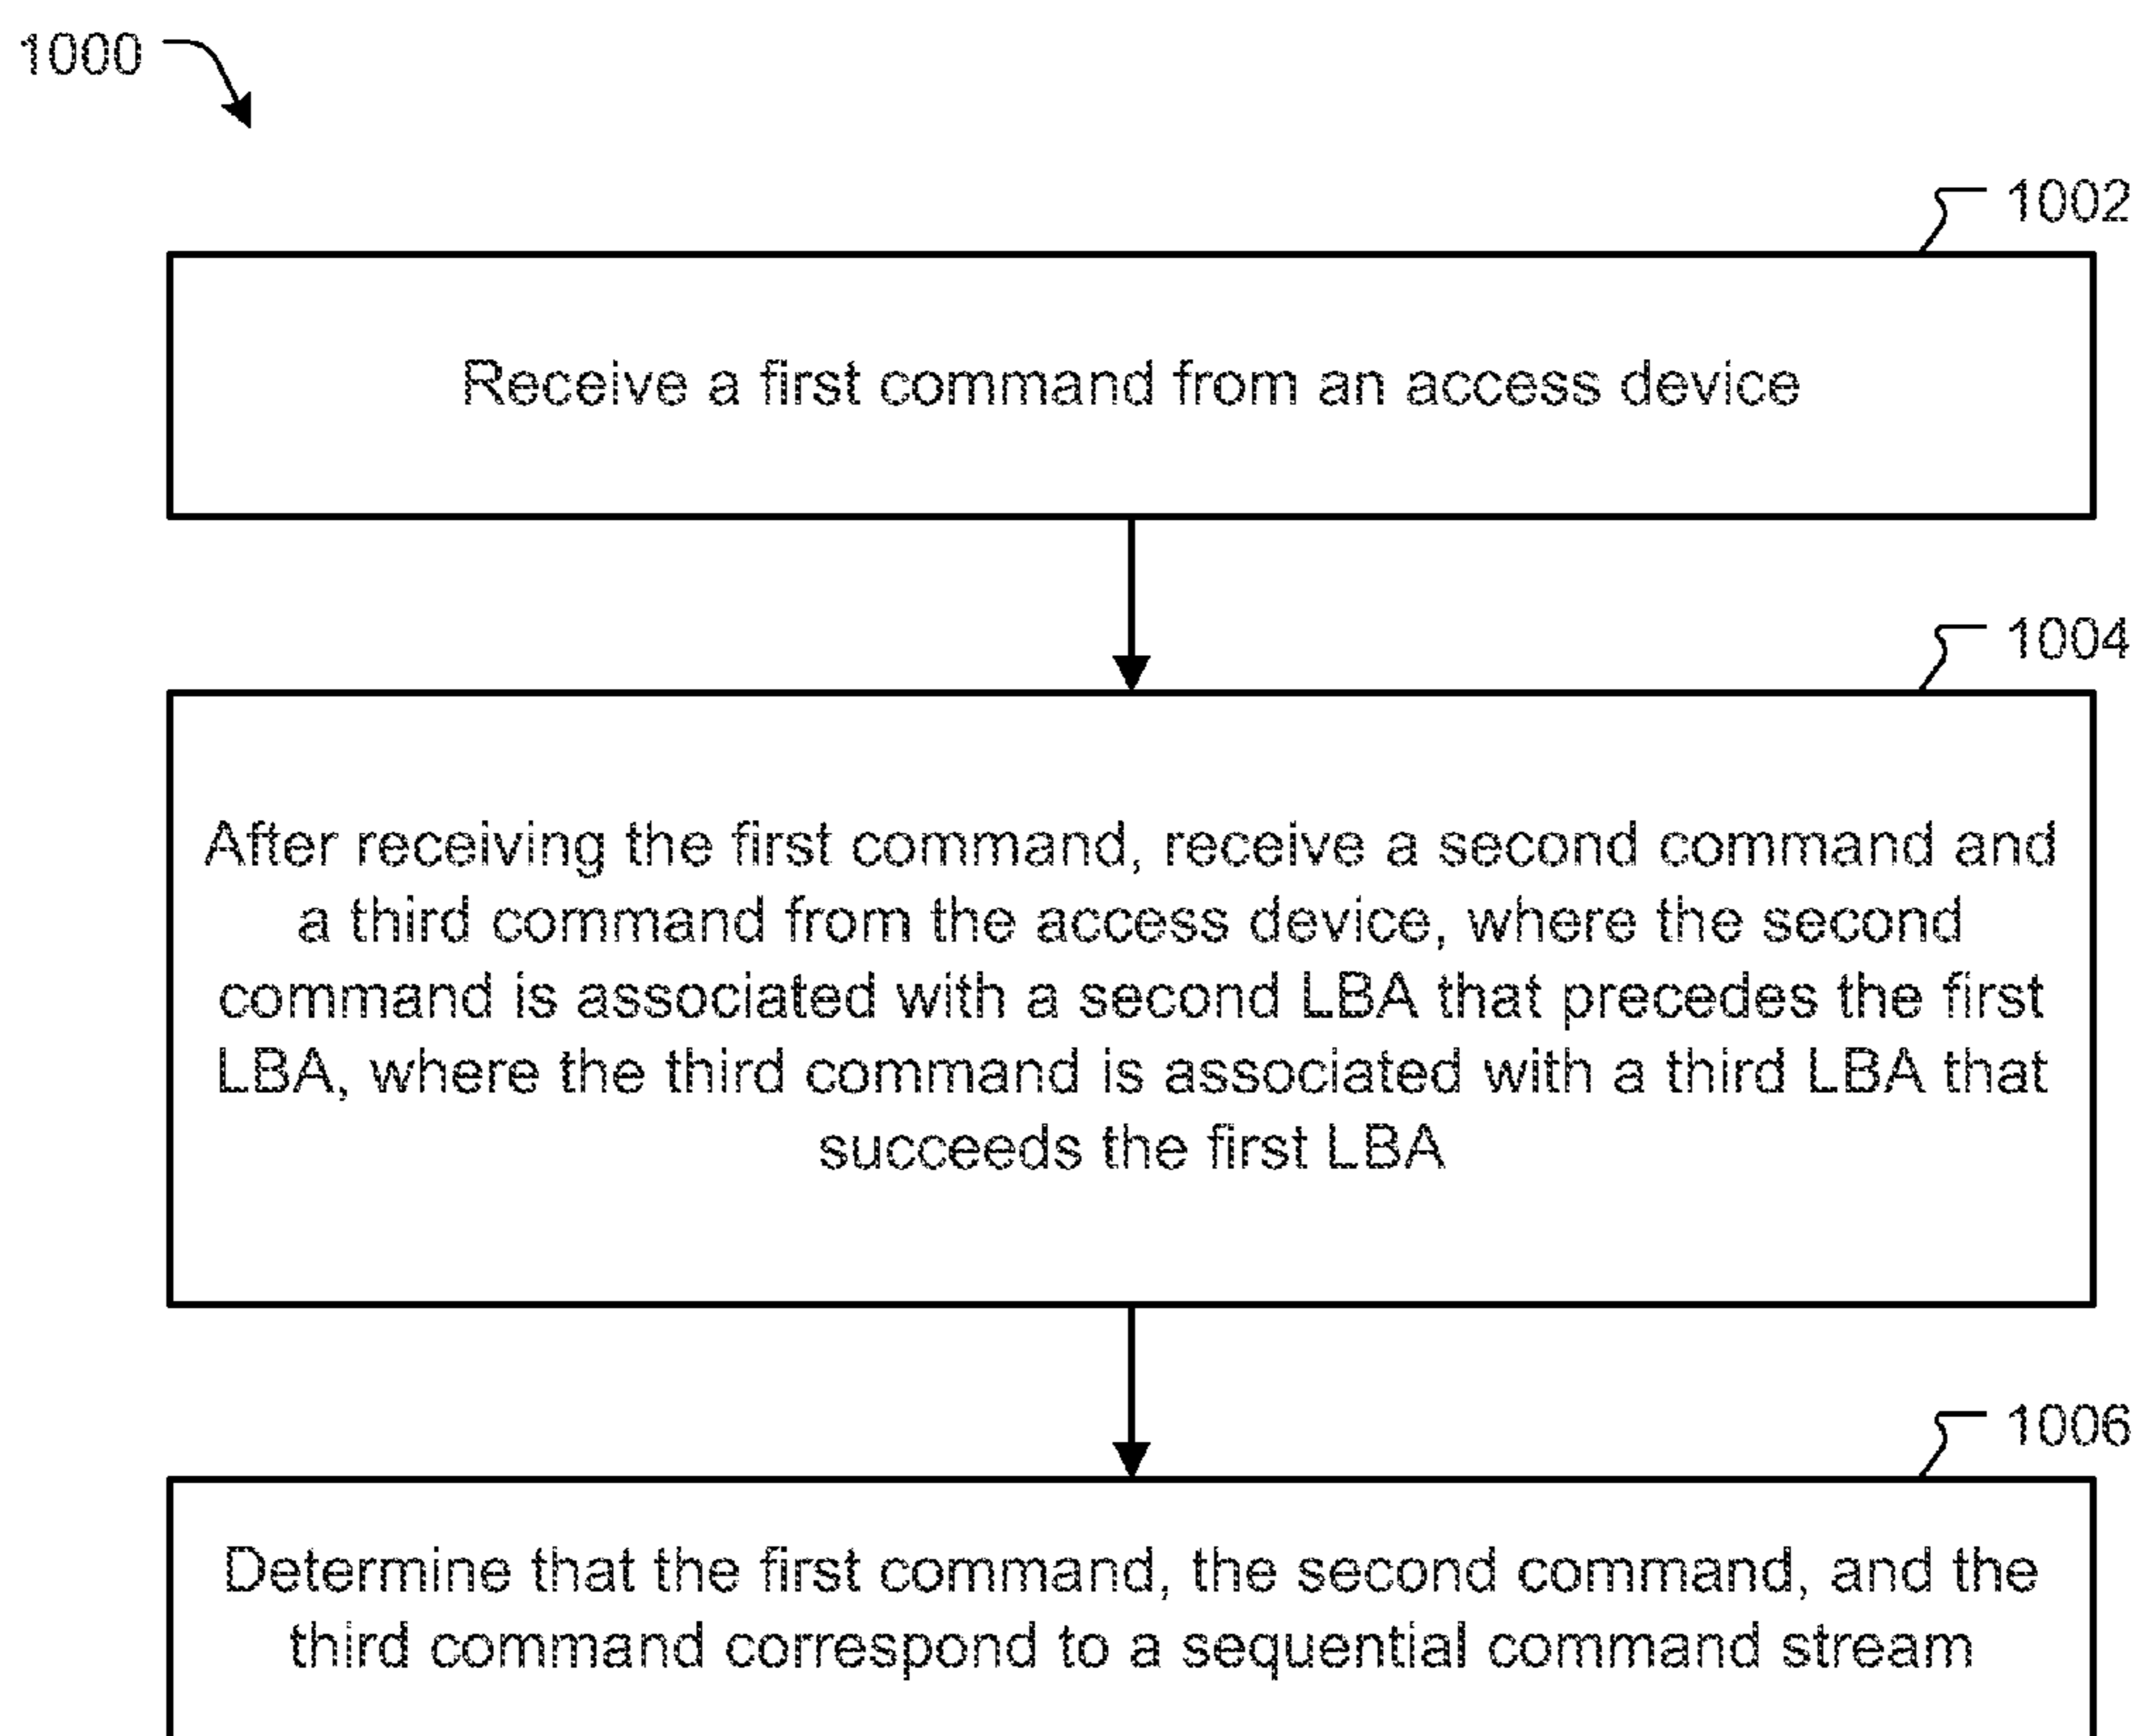 1000
1002
Receive a first command from an access device
1004
After receiving the first command, receive a second command and
a third command from the access device, where the second
command is associated with a second LBA that precedes the first
LBA, where the third command is associated with a third LBA that
succeeds the first LBA
1006
Determine that the first command, the second command, and the
third command correspond to a sequential command stream